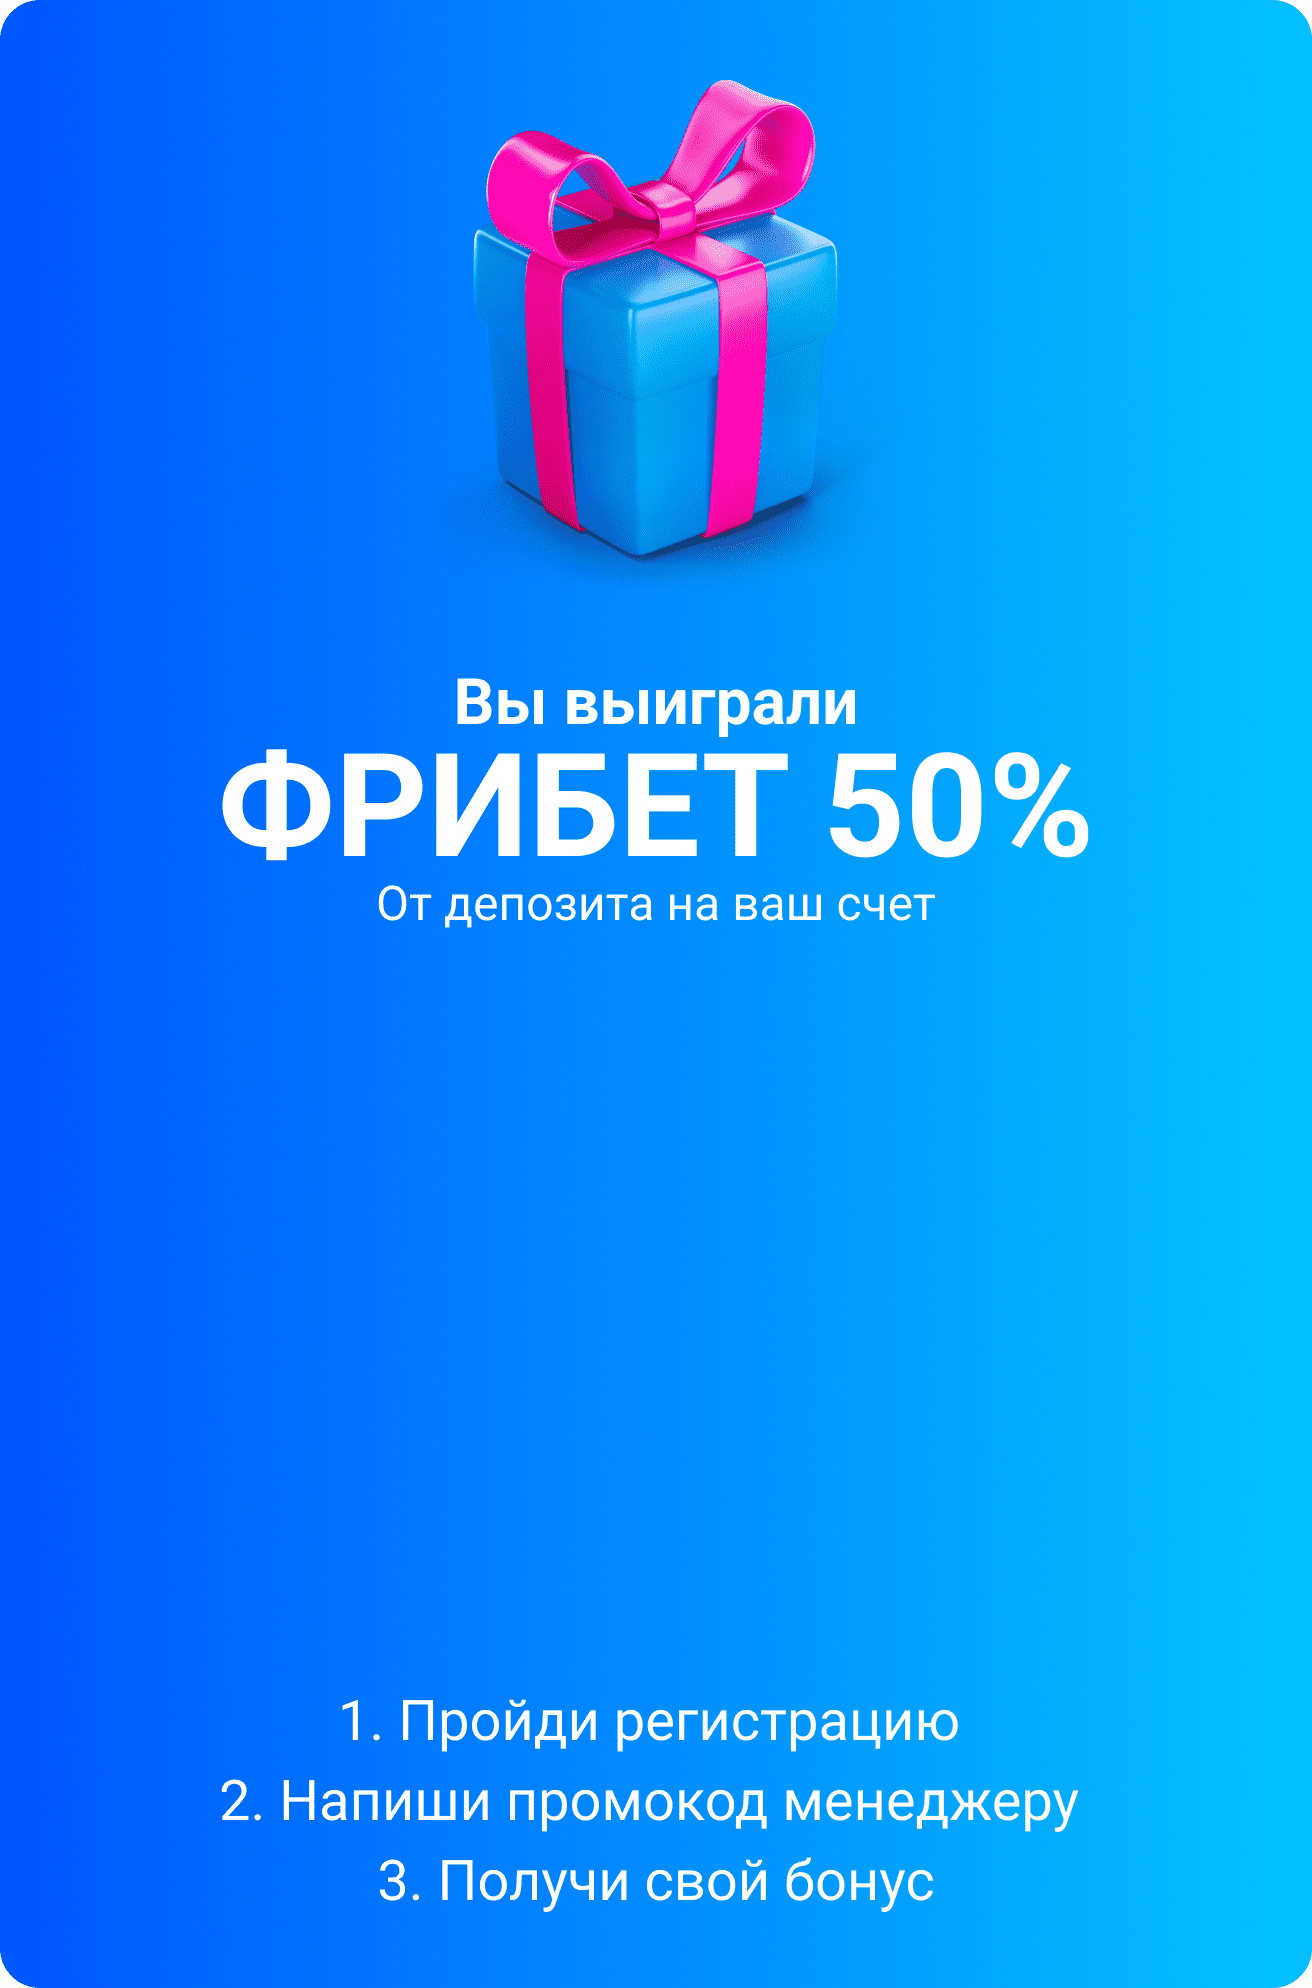 Вы выиграли
ФРИБЕТ 50%
От депозита на ваш счет
1. Пройди регистрацию
2. Напиши промокод менеджеру
3. Получи свой бонус